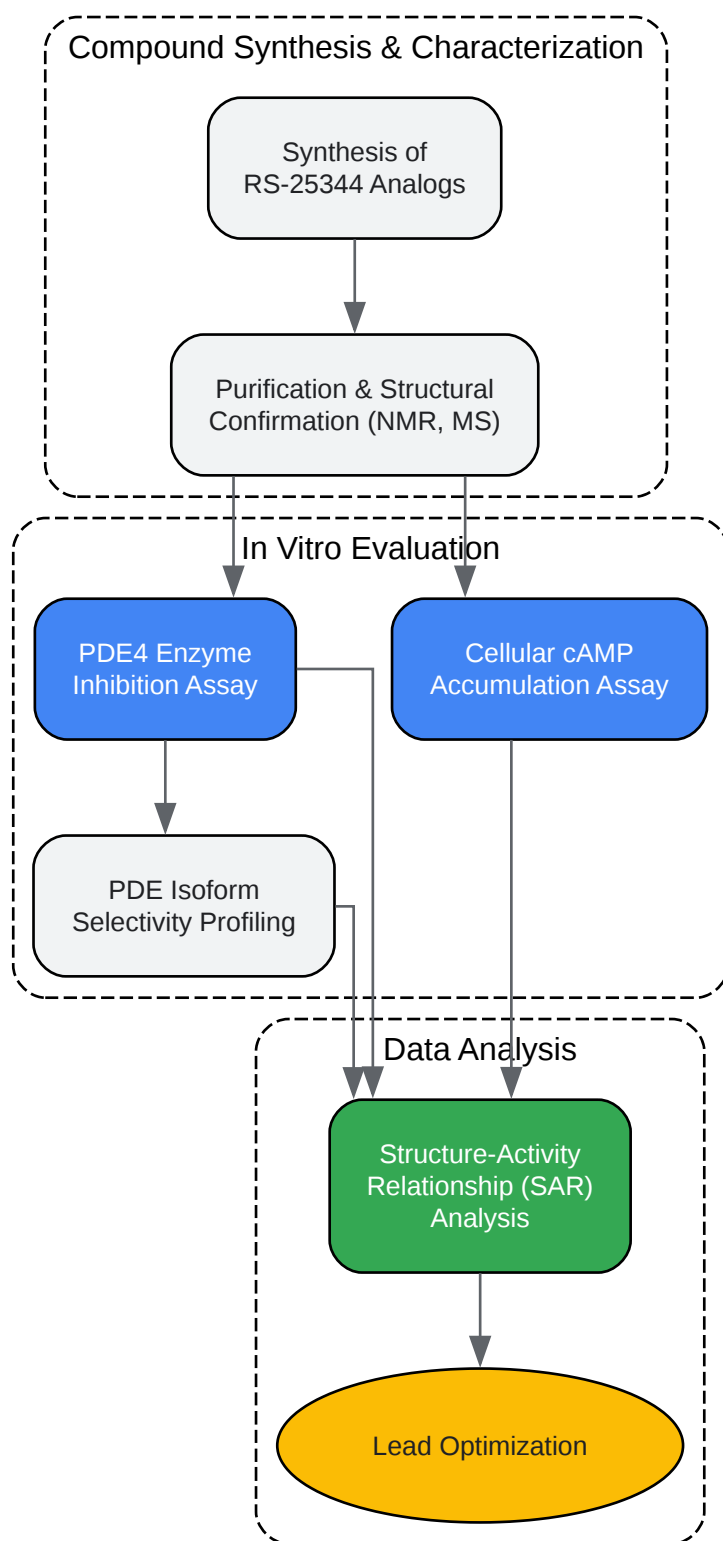 Compound Synthesis & Characterization
Synthesis of
RS-25344 Analogs
Purification & Structural
Confirmation (NMR, MS)
In Vitro Evaluation
PDE4 Enzyme
Inhibition Assay
Cellular cAMP
Accumulation Assay
PDE Isoform
Selectivity Profiling
Data Analysis
Structure-Activity
Relationship (SAR)
Analysis
Lead Optimization